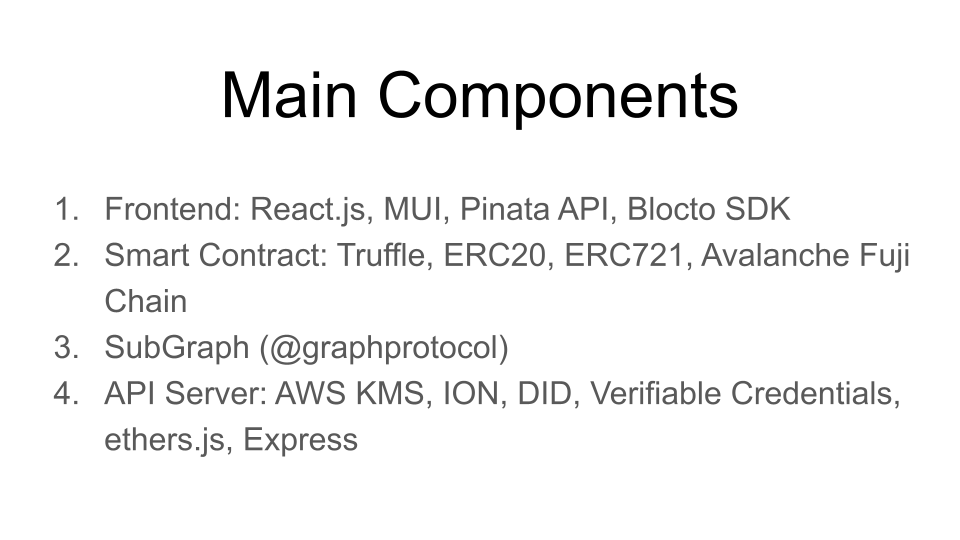 Main Components
1. Frontend: React.js, MUI, Pinata API, Blocto SDK
2. Smart Contract: Truffle, ERC20, ERC721, Avalanche Fuji
Chain
3. SubGraph (@graphprotocol)
4. API Server: AWS KMS, ION, DID, Verifiable Credentials,
ethers.js, Express